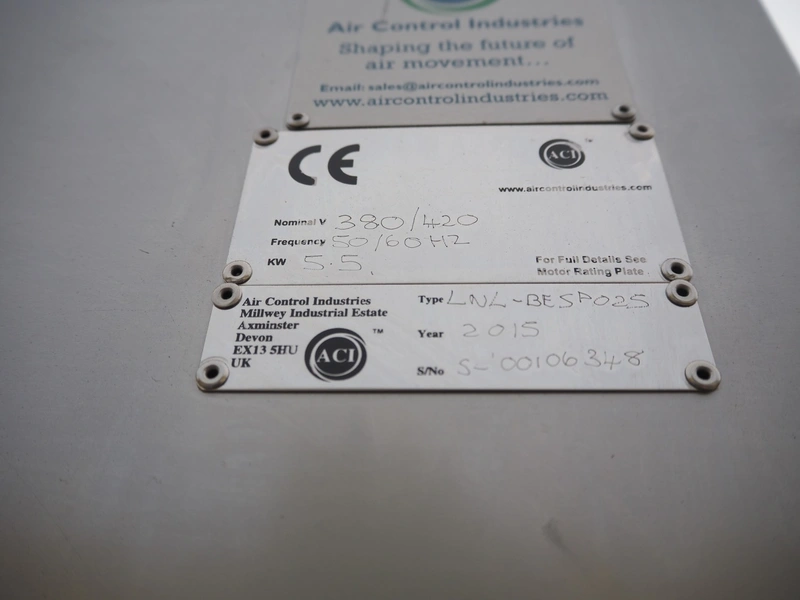 Air Control Industries
Shaping the future of
air movement...
Email: sales@aircontrolindustries.com
www.aircontrolindustries.com
CE
ACI ™
www.aircontrolindustries.com
Nominal V 380/420
Frequency 50/60HZ
KW 5.5.
For Full Details See
Motor Rating Plate
Air Control Industries
Millwey Industrial Estate
Axminster
Devon
EX13 5HU
UK
ACI ™
Type LNL-BESP025
Year 2015
S/No S-'00106348